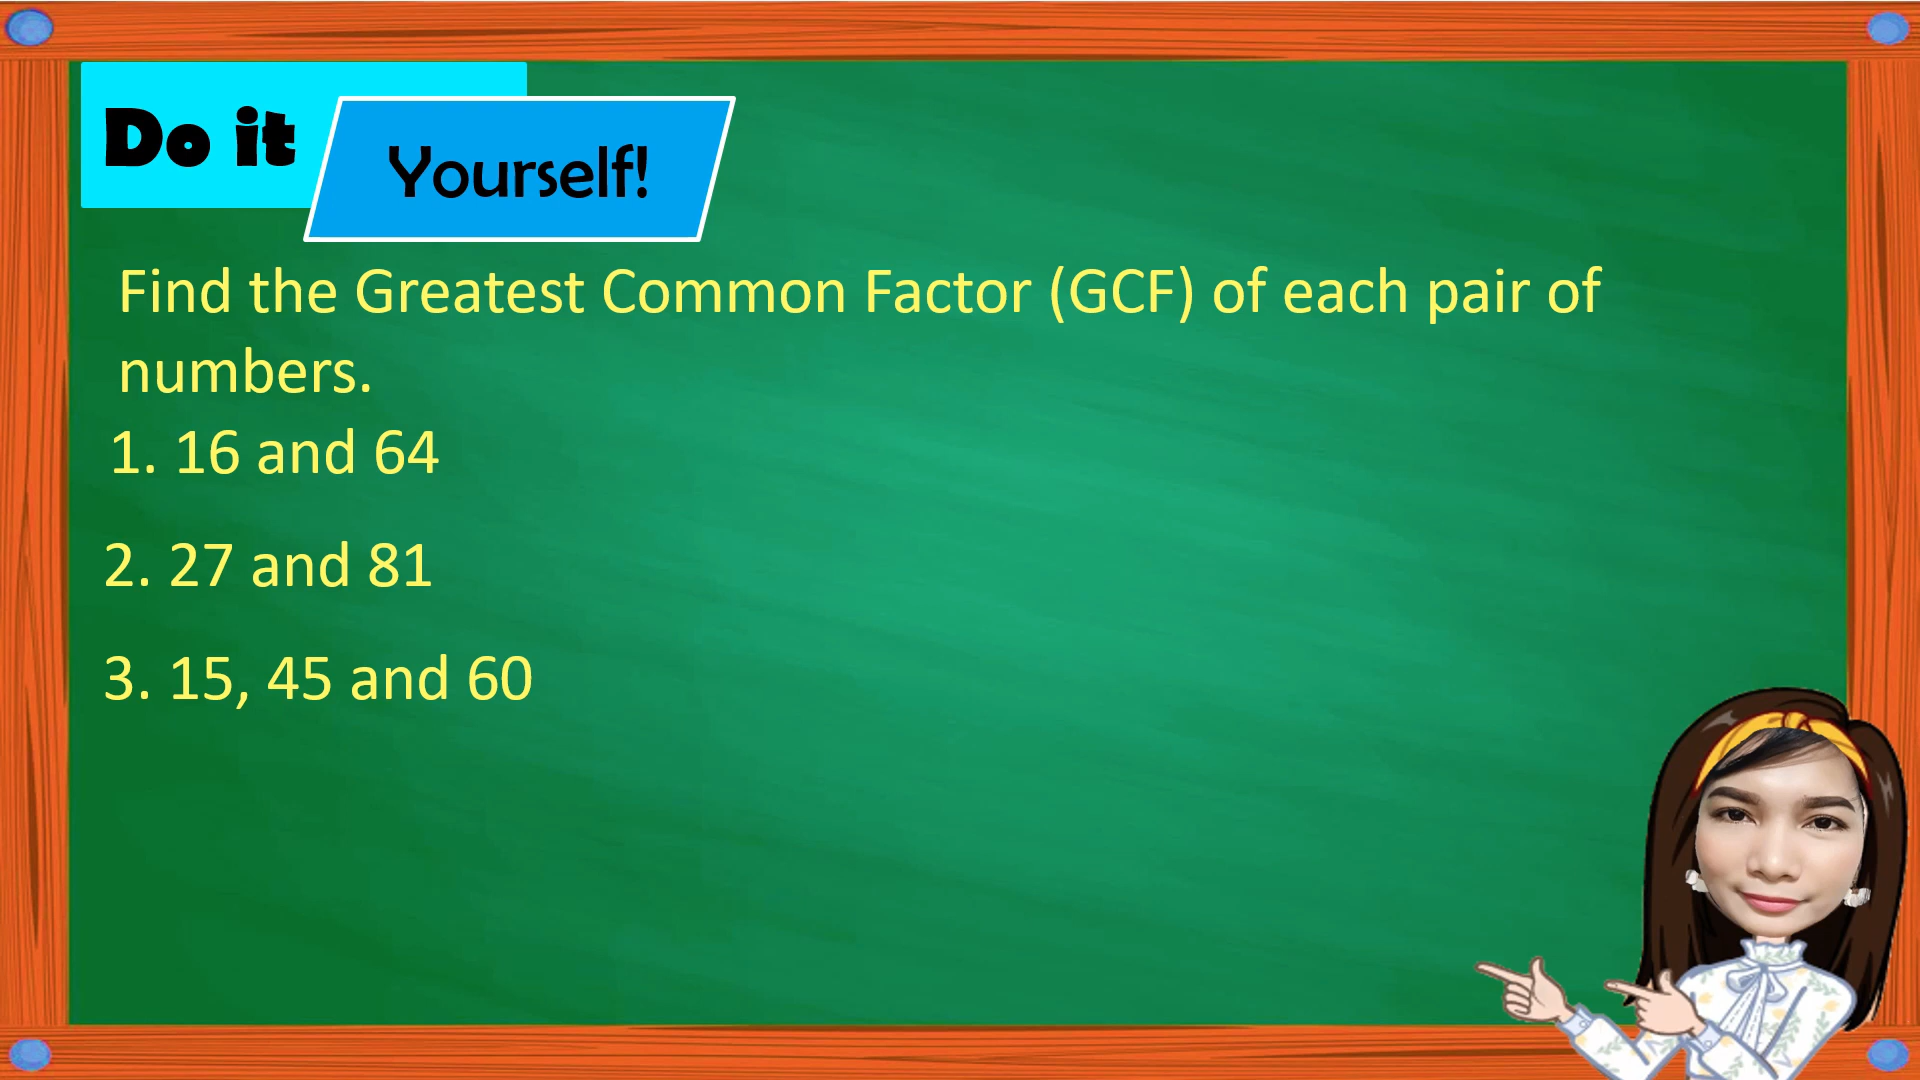 Do it
Yourself!
Find the Greatest Common Factor (GCF) of each pair of
numbers.
1. 16 and 64
2. 27 and 81
3. 15, 45 and 60